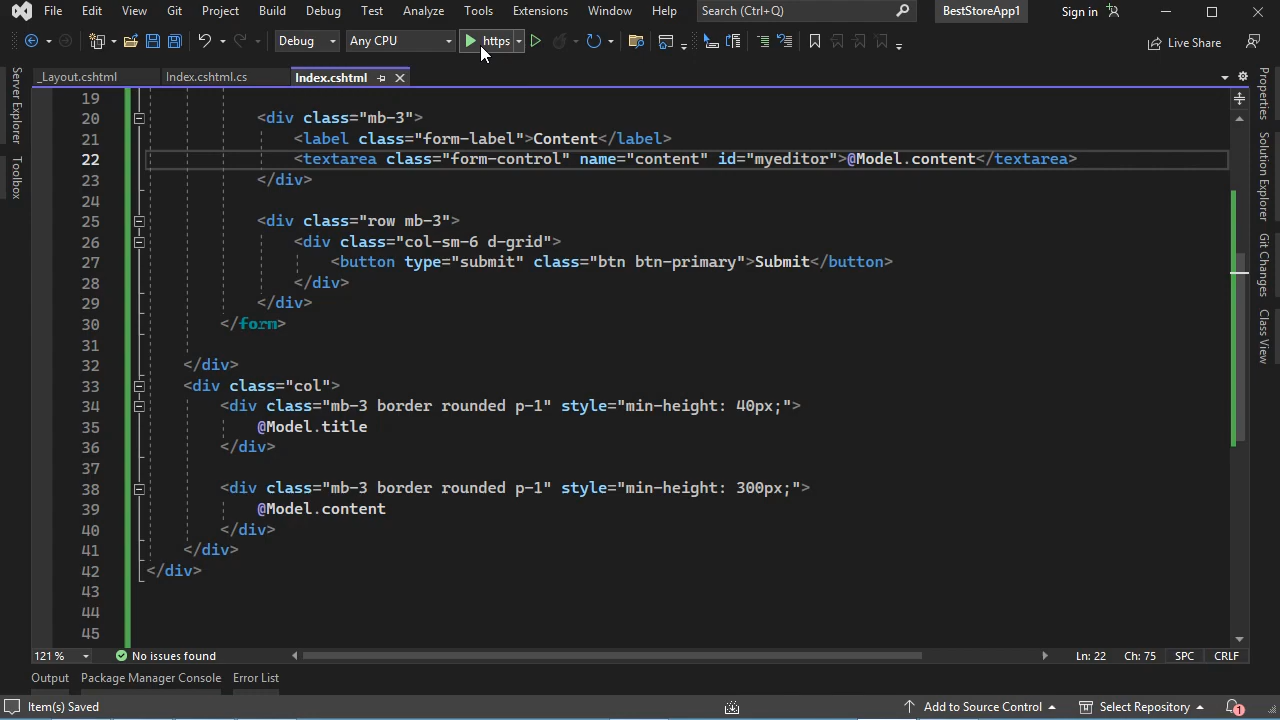 File Edit View Git Project Build Debug Test Analyze Tools Extensions Window Help Search (Ctrl+Q) BestStoreApp1 Sign in
Debug Any CPU https Live Share
_Layout.cshtml Index.cshtml.cs Index.cshtml
Server Explorer
Toolbox
Properties
Solution Explorer
Git Changes
Class View
19
20 <div class="mb-3">
21 <label class="form-label">Content</label>
22 <textarea class="form-control" name="content" id="myeditor">@Model.content</textarea>
23 </div>
24
25 <div class="row mb-3">
26 <div class="col-sm-6 d-grid">
27 <button type="submit" class="btn btn-primary">Submit</button>
28 </div>
29 </div>
30 </form>
31
32 </div>
33 <div class="col">
34 <div class="mb-3 border rounded p-1" style="min-height: 40px;">
35 @Model.title
36 </div>
37
38 <div class="mb-3 border rounded p-1" style="min-height: 300px;">
39 @Model.content
40 </div>
41 </div>
42 </div>
43
44
45
121 % No issues found Ln: 22 Ch: 75 SPC CRLF
Output Package Manager Console Error List
Item(s) Saved Add to Source Control Select Repository 1